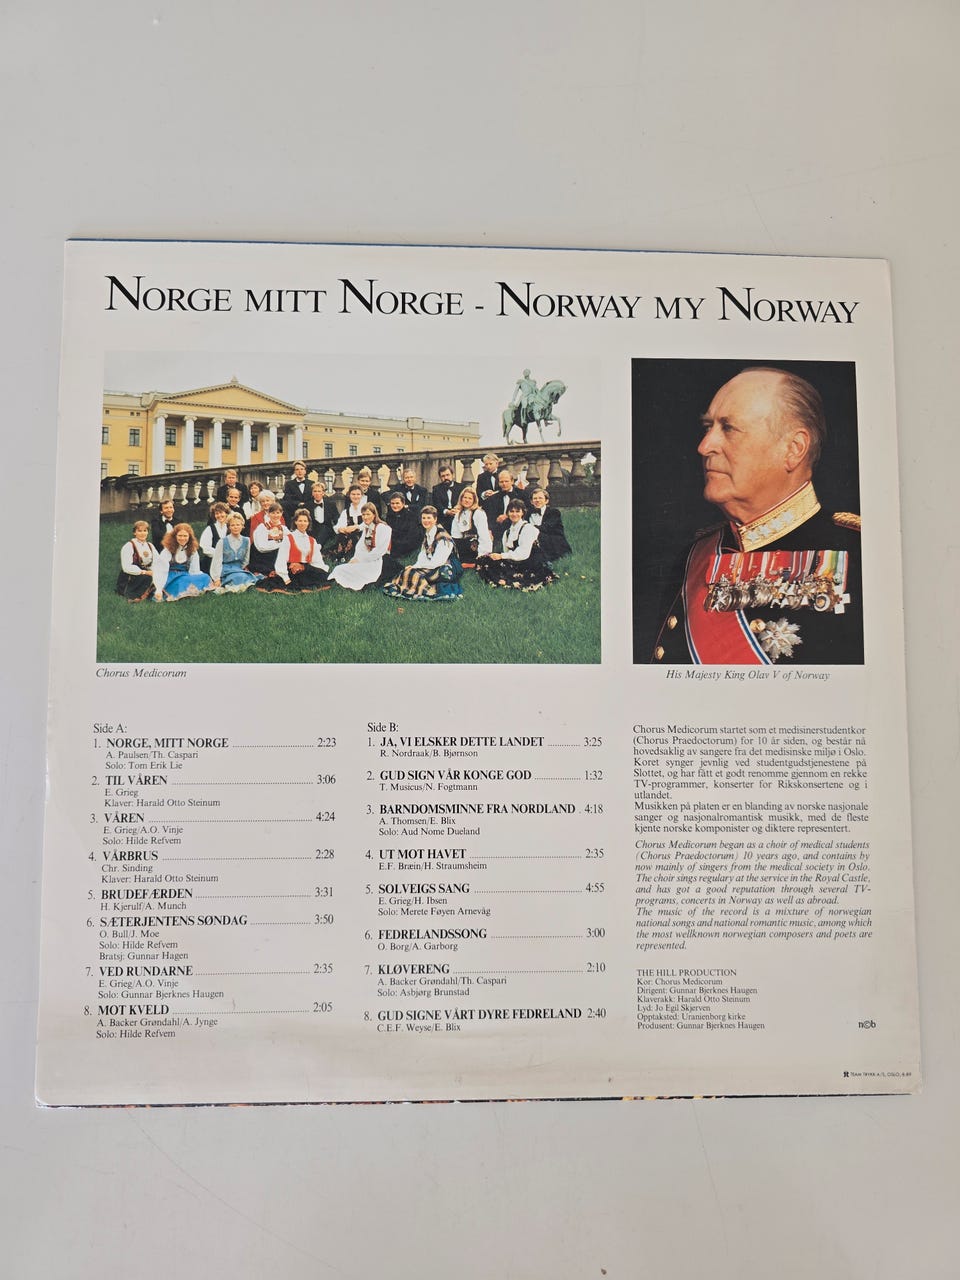 NORGE MITT NORGE - NORWAY MY NORWAY
Chorus Medicorum
His Majesty King Olav V of Norway
Side A:
1. NORGE, MITT NORGE 2:23
A. Paulsen/Th. Caspari
Solo: Tom Erik Lie
2. TIL VÅREN 3:06
E. Grieg
Klaver: Harald Otto Steinum
3. VÅREN 4:24
E. Grieg/A.O. Vinje
Solo: Hilde Refvem
4. VÅRBRUS 2:28
Chr. Sinding
Klaver: Harald Otto Steinum
5. BRUDEFÆRDEN 3:31
H. Kjerulf/A. Munch
6. SÆTERJENTENS SØNDAG 3:50
O. Bull/J. Moe
Solo: Hilde Refvem
Bratsj: Gunnar Hagen
7. VED RUNDARNE 2:35
E. Grieg/A.O. Vinje
Solo: Gunnar Bjerknes Haugen
8. MOT KVELD 2:05
A. Backer Grøndahl/A. Jynge
Solo: Hilde Refvem
Side B:
1. JA, VI ELSKER DETTE LANDET 3:25
R. Nordraak/B. Bjørnson
2. GUD SIGN VÅR KONGE GOD 1:32
T. Musicus/N. Fogtmann
3. BARNDOMSMINNE FRA NORDLAND . 4:18
A. Thomsen/E. Blix
Solo: Aud Nome Dueland
4. UT MOT HAVET 2:35
E.F. Bræin/H. Straumsheim
5. SOLVEIGS SANG 4:55
E. Grieg/H. Ibsen
Solo: Merete Føyen Arnevåg
6. FEDRELANDSSONG 3:00
O. Borg/A. Garborg
7. KLØVERENG 2:10
A. Backer Grøndahl/Th. Caspari
Solo: Asbjørg Brunstad
8. GUD SIGNE VÅRT DYRE FEDRELAND 2:40
C.E.F. Weyse/E. Blix
Chorus Medicorum startet som et medisinerstudentkor
(Chorus Praedoctorum) for 10 år siden, og består nå
hovedsaklig av sangere fra det medisinske miljø i Oslo.
Koret synger jevnlig ved studentgudstjenestene på
Slottet, og har fått et godt renomme gjennom en rekke
TV-programmer, konserter for Rikskonsertene og i
utlandet.
Musikken på platen er en blanding av norske nasjonale
sanger og nasjonalromantisk musikk, med de fleste
kjente norske komponister og diktere representert.
Chorus Medicorum began as a choir of medical students
(Chorus Praedoctorum) 10 years ago, and contains by
now mainly of singers from the medical society in Oslo.
The choir sings regulary at the service in the Royal Castle,
and has got a good reputation through several TV-
programs, concerts in Norway as well as abroad.
The music of the record is a mixture of norwegian
national songs and national romantic music, among which
the most wellknown norwegian composers and poets are
represented.
THE HILL PRODUCTION
Kor: Chorus Medicorum
Dirigent: Gunnar Bjerknes Haugen
Klaverakk: Harald Otto Steinum
Lyd: Jo Egil Skjerven
Opptaksted: Uranienborg kirke
Produsent: Gunnar Bjerknes Haugen
n©b
TEAM TRYKK A/S, OSLO, 6-89